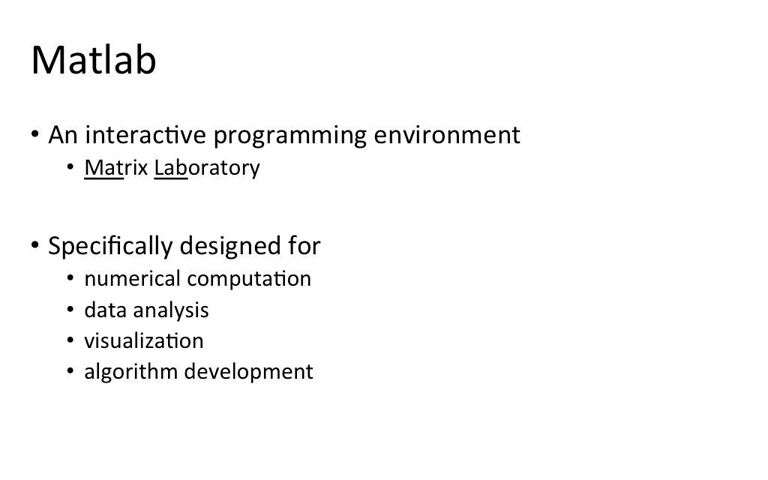 Matlab
• An interactive programming environment
• Matrix Laboratory
• Specifically designed for
• numerical computation
• data analysis
• visualization
• algorithm development